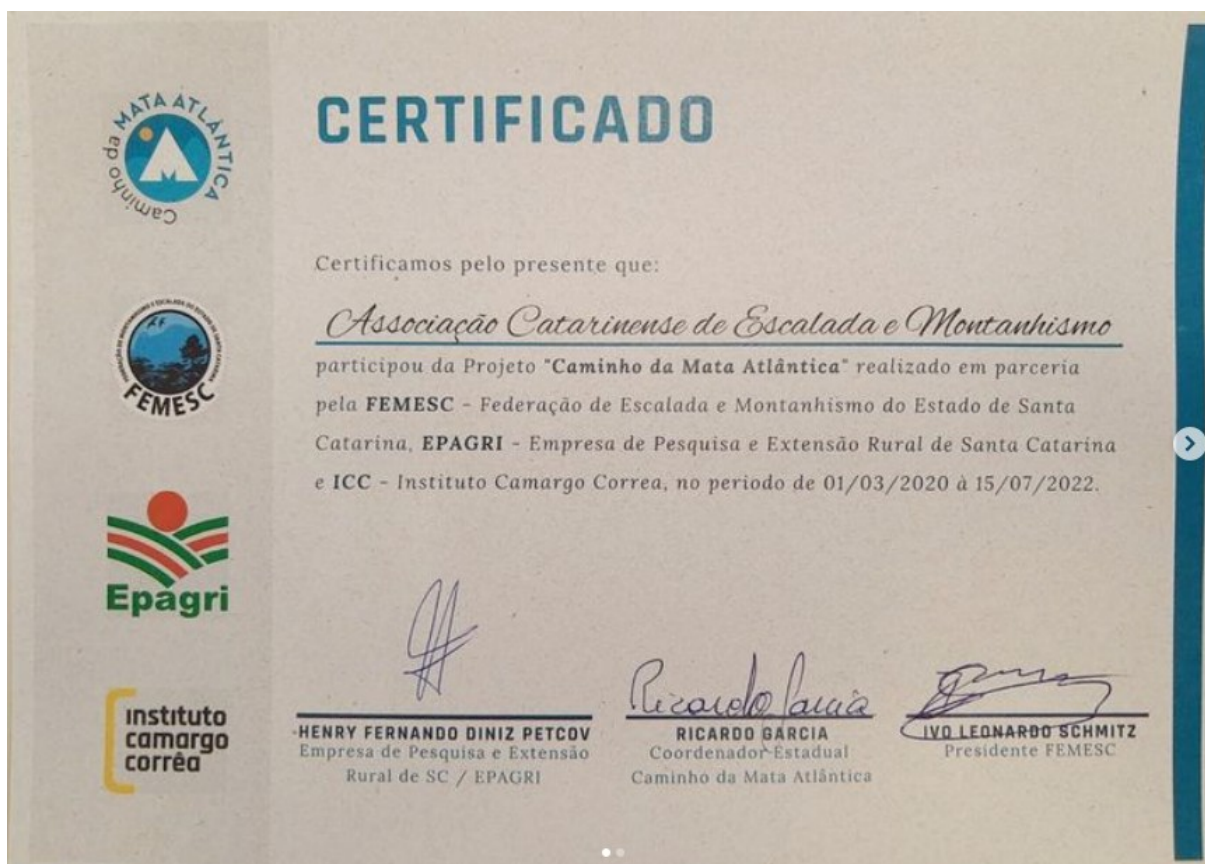 Caminho da MATA ATLÂNTICA
FEMESC
Epagri
instituto
camargo
corrêa
CERTIFICADO
Certificamos pelo presente que:
Associação Catarinense de Escalada e Montanhismo
participou da Projeto "Caminho da Mata Atlântica" realizado em parceria
pela FEMESC - Federação de Escalada e Montanhismo do Estado de Santa
Catarina, EPAGRI - Empresa de Pesquisa e Extensão Rural de Santa Catarina
e ICC - Instituto Camargo Correa, no periodo de 01/03/2020 à 15/07/2022.
Ricardo Garcia
HENRY FERNANDO DINIZ PETCOV
Empresa de Pesquisa e Extensão
Rural de SC / EPAGRI
RICARDO GARCIA
Coordenador Estadual
Caminho da Mata Atlântica
IVO LEONARDO SCHMITZ
Presidente FEMESC